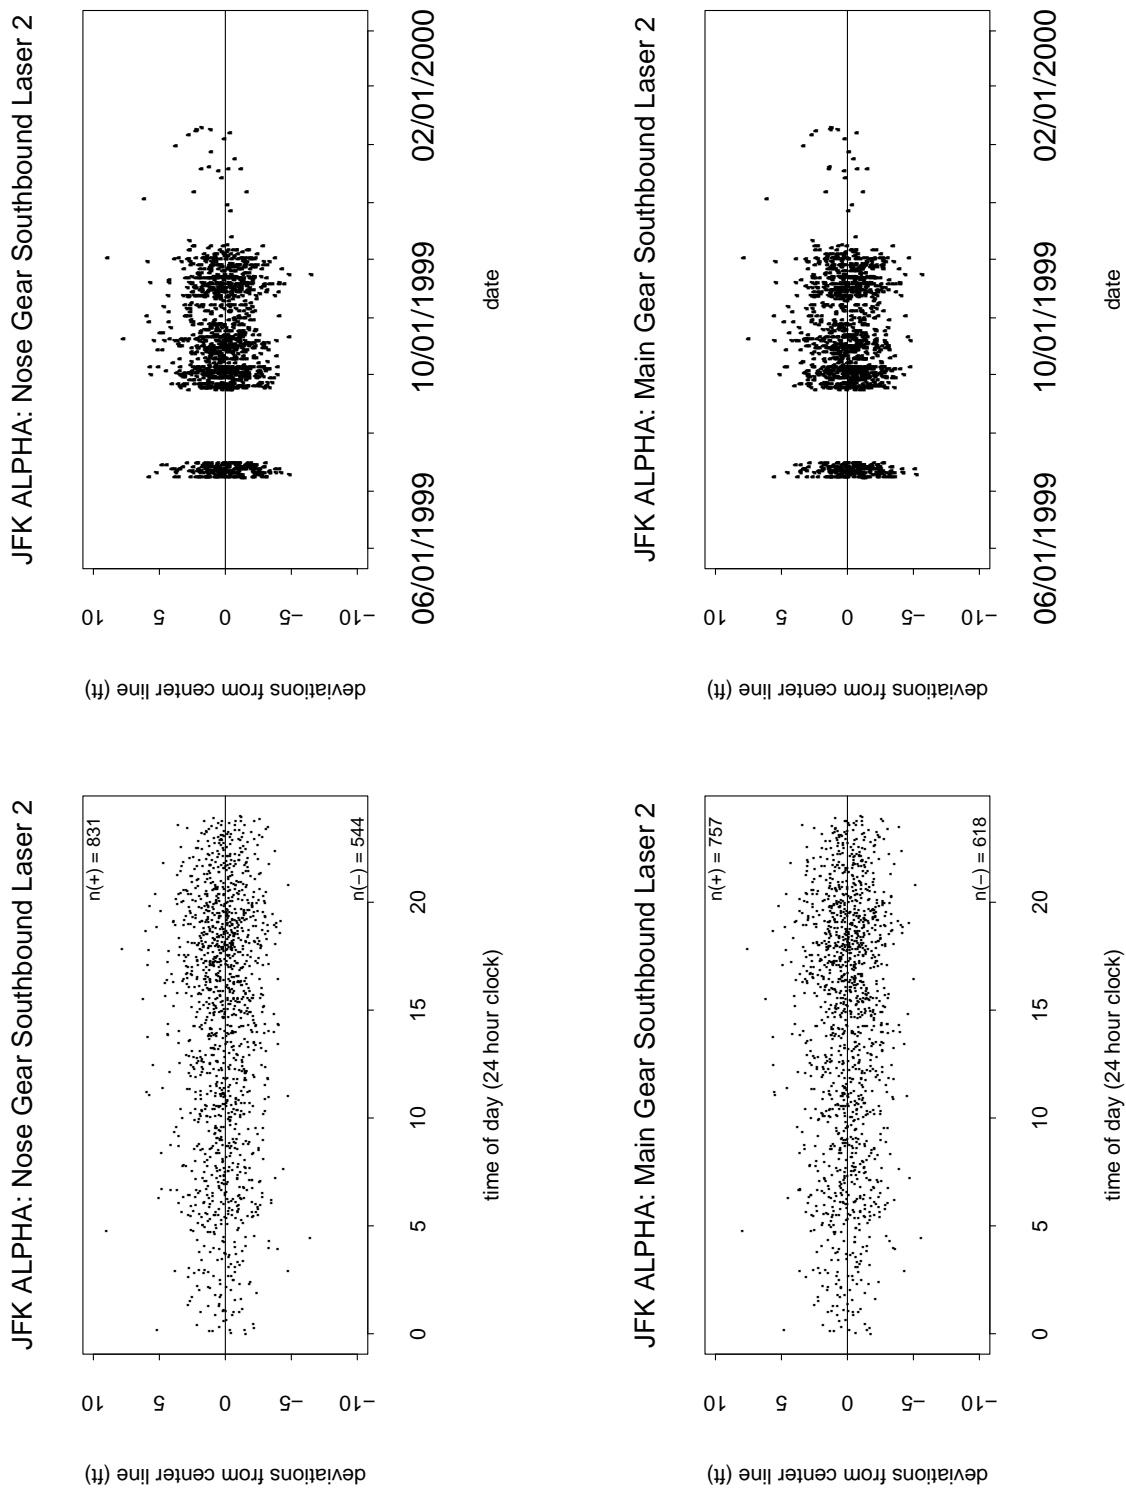 JFK ALPHA: Nose Gear Southbound Laser 2
n(+) = 831
n(−) = 544
deviations from center line (ft)
10
5
0
−5
−10
0
5
10
15
20
time of day (24 hour clock)
JFK ALPHA: Nose Gear Southbound Laser 2
deviations from center line (ft)
10
5
0
−5
−10
06/01/1999
10/01/1999
02/01/2000
date
JFK ALPHA: Main Gear Southbound Laser 2
n(+) = 757
n(−) = 618
deviations from center line (ft)
10
5
0
−5
−10
0
5
10
15
20
time of day (24 hour clock)
JFK ALPHA: Main Gear Southbound Laser 2
deviations from center line (ft)
10
5
0
−5
−10
06/01/1999
10/01/1999
02/01/2000
date